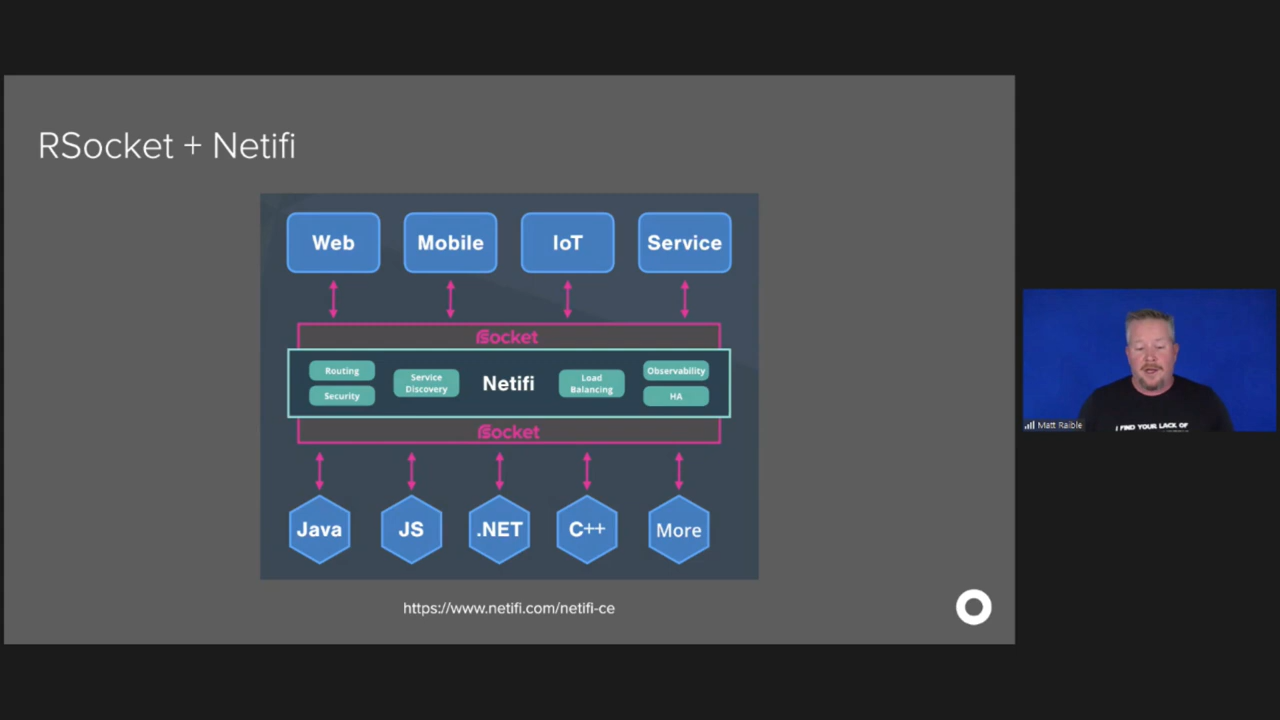 RSocket + Netifi
Web
Mobile
IoT
Service
RSocket
Routing
Security
Service
Discovery
Netifi
Load
Balancing
Observability
HA
RSocket
Java
JS
.NET
C++
More
https://www.netifi.com/netifi-ce
Matt Raible
I FIND YOUR LACK OF